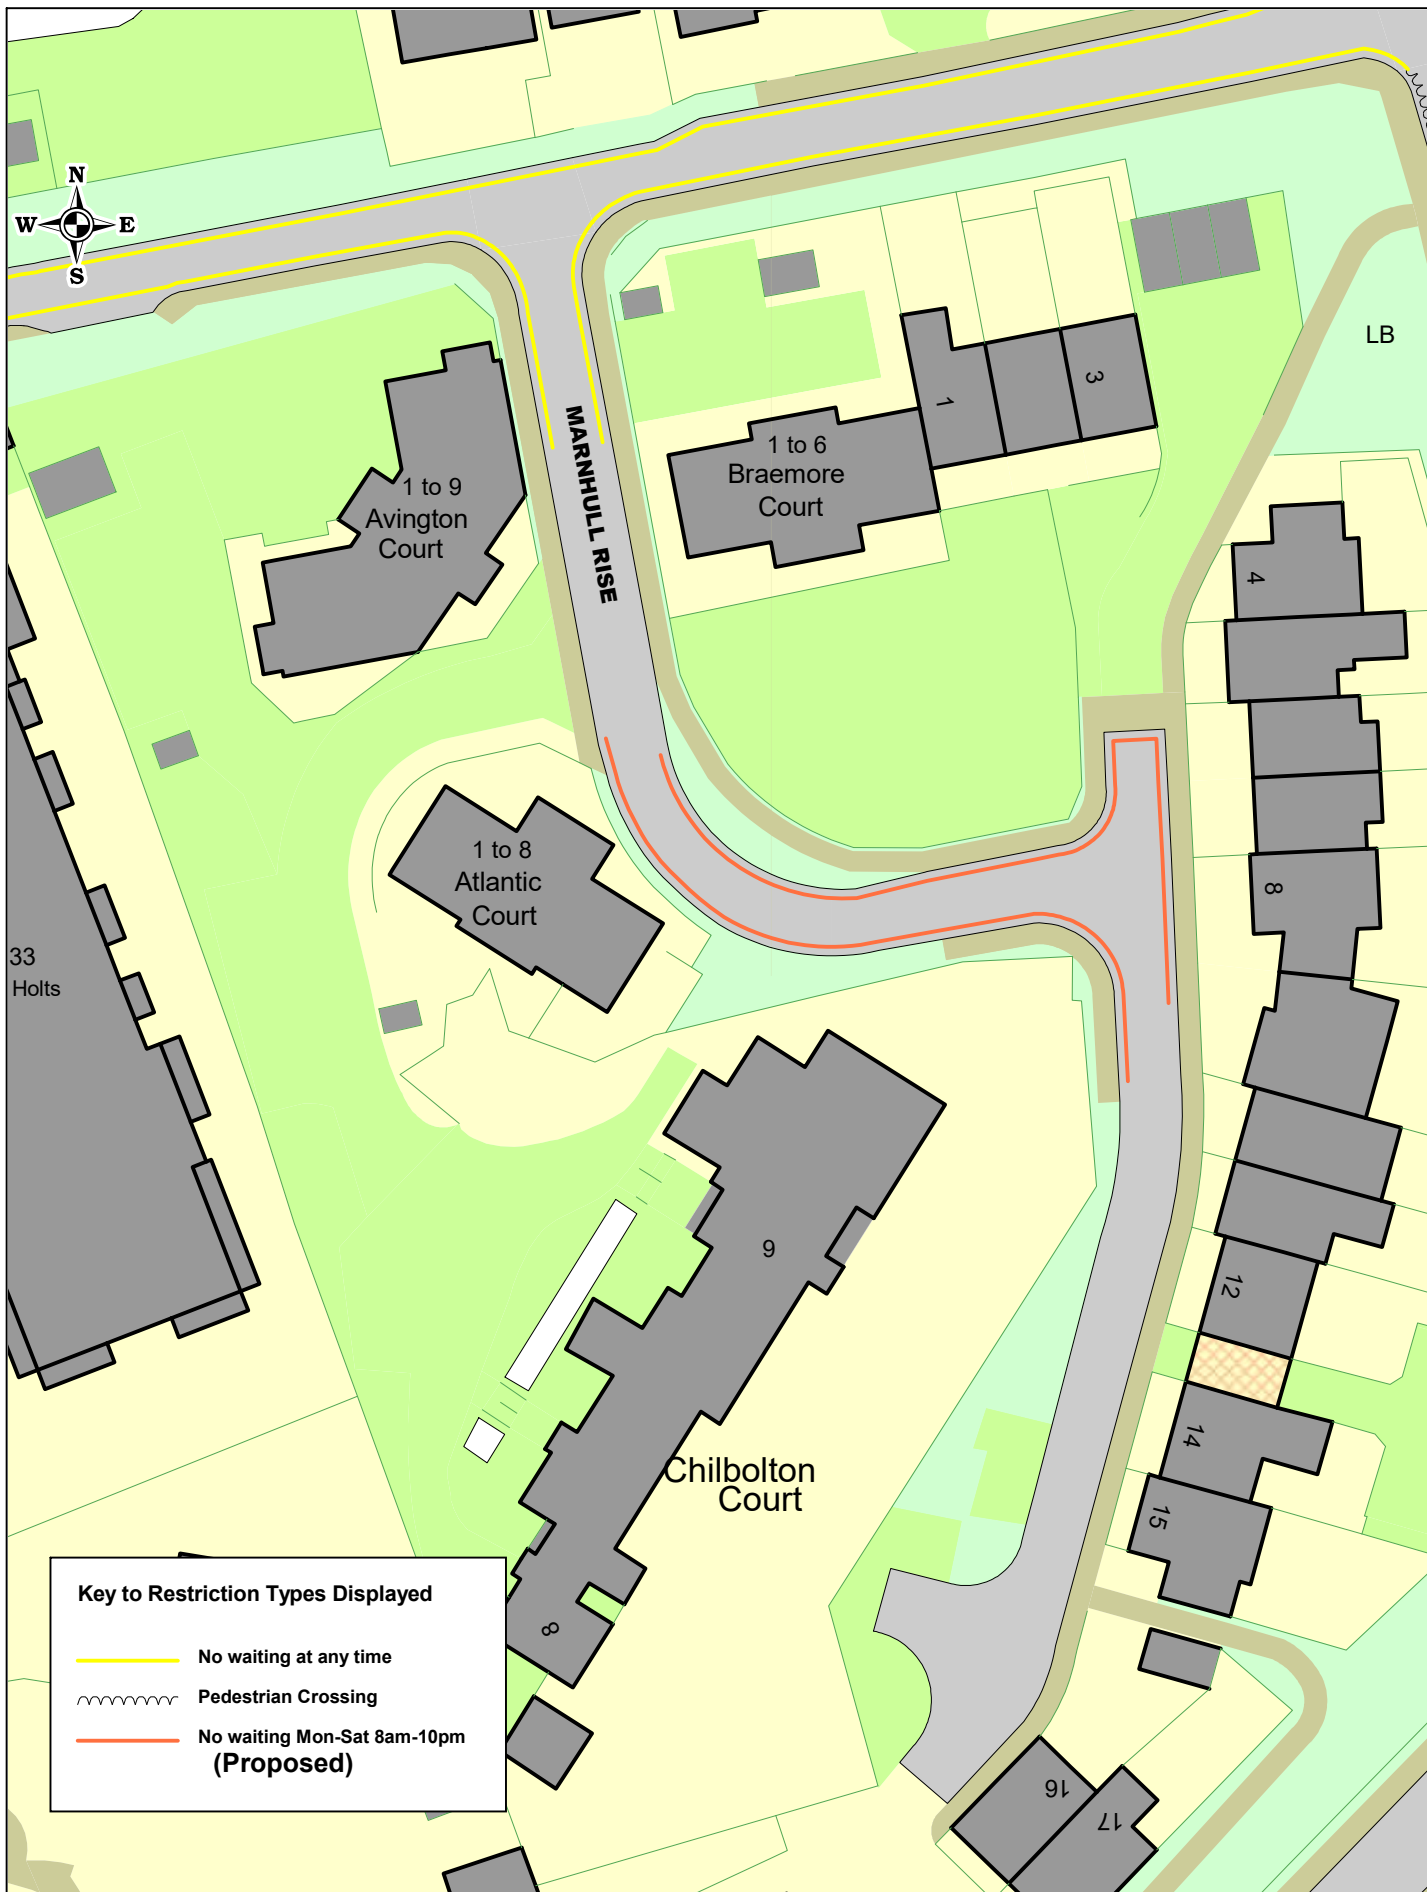 N
W E
S
LB
MARNHULL RISE
1
3
1 to 6
Braemore
Court
1 to 9
Avington
Court
4
1 to 8
Atlantic
Court
8
33
Holts
9
12
Chilbolton
Court
14
15
8
16
17
Key to Restriction Types Displayed
No waiting at any time
Pedestrian Crossing
No waiting Mon-Sat 8am-10pm
(Proposed)